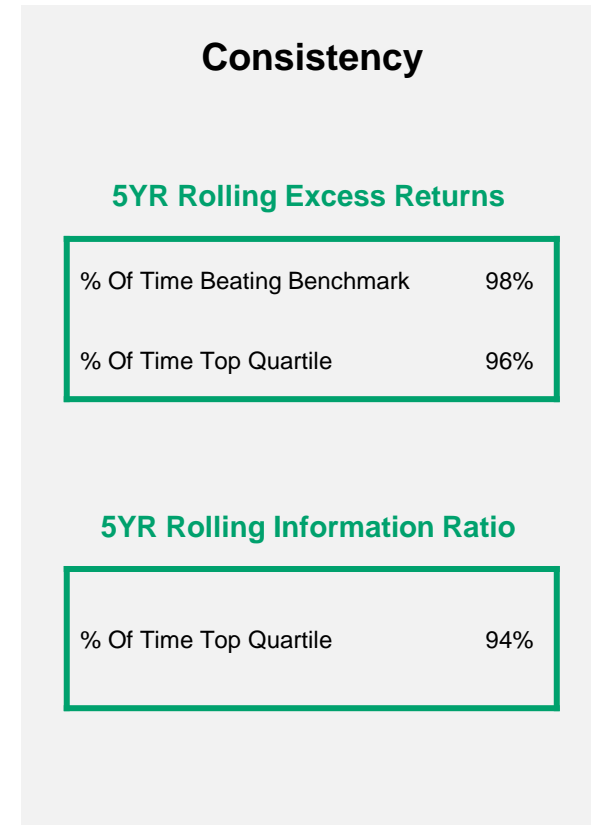 Consistency
5YR Rolling Excess Returns
% Of Time Beating Benchmark 98%
% Of Time Top Quartile 96%
5YR Rolling Information Ratio
% Of Time Top Quartile 94%